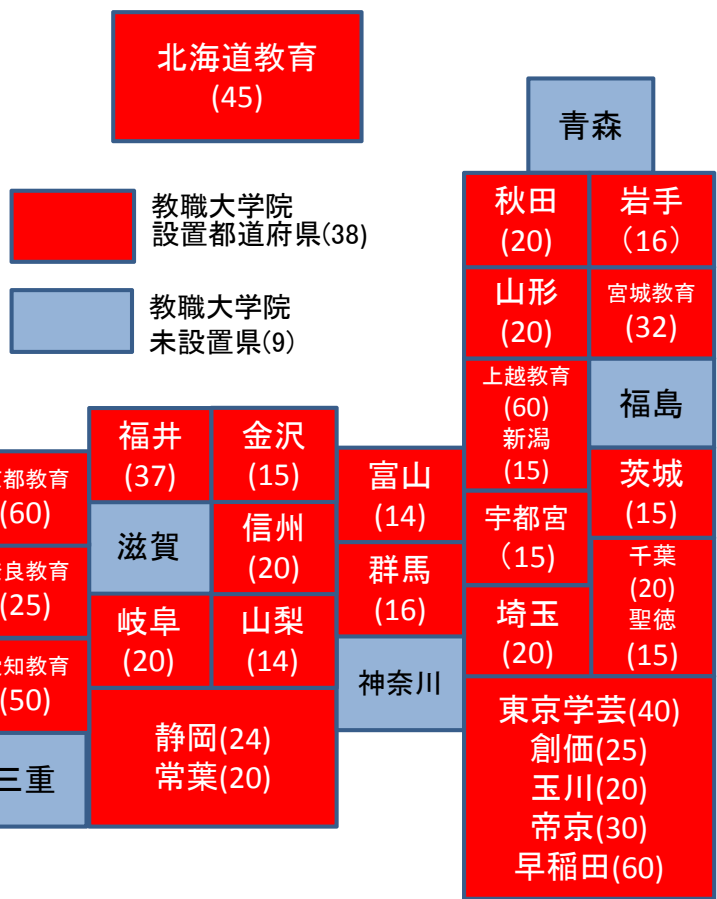 北海道教育
(45)
青森
教職大学院
設置都道府県(38)
教職大学院
未設置県(9)
秋田
(20)
岩手
(16)
山形
(20)
宮城教育
(32)
上越教育
(60)
新潟
(15)
福島
福井
(37)
金沢
(15)
富山
(14)
茨城
(15)
都教育
(60)
滋賀
信州
(20)
宇都宮
(15)
群馬
(16)
千葉
(20)
聖徳
(15)
良教育
(25)
岐阜
(20)
山梨
(14)
埼玉
(20)
知教育
(50)
神奈川
静岡(24)
常葉(20)
三重
東京学芸(40)
創価(25)
玉川(20)
帝京(30)
早稲田(60)